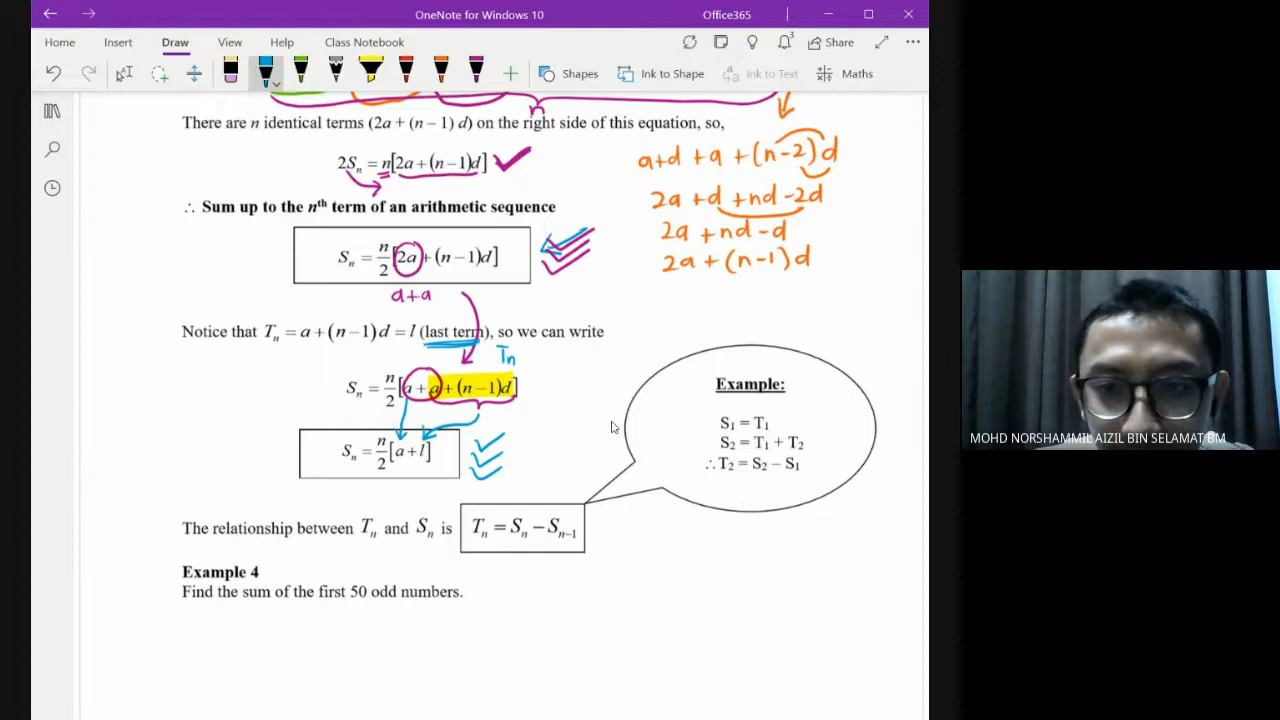 OneNote for Windows 10
Office365
Home Insert Draw View Help Class Notebook
Share
Shapes Ink to Shape Ink to Text Maths
n
There are n identical terms (2a + (n – 1) d) on the right side of this equation, so,
a+d + a + (n-2)d
2Sₙ = n[2a + (n − 1)d]
2a + d + nd - 2d
∴ Sum up to the nᵗʰ term of an arithmetic sequence
2a + nd - d
Sₙ = n/2 [2a + (n − 1)d]
2a + (n-1)d
a+a
Notice that Tₙ = a + (n − 1)d = l (last term), so we can write
Tₙ
Sₙ = n/2 [a + a + (n − 1)d]
Example:
S₁ = T₁
S₂ = T₁ + T₂
∴ T₂ = S₂ – S₁
Sₙ = n/2 [a + l]
MOHD NORSHAMMIL AIZIL BIN SELAMAT BM
The relationship between Tₙ and Sₙ is Tₙ = Sₙ − Sₙ₋₁
Example 4
Find the sum of the first 50 odd numbers.